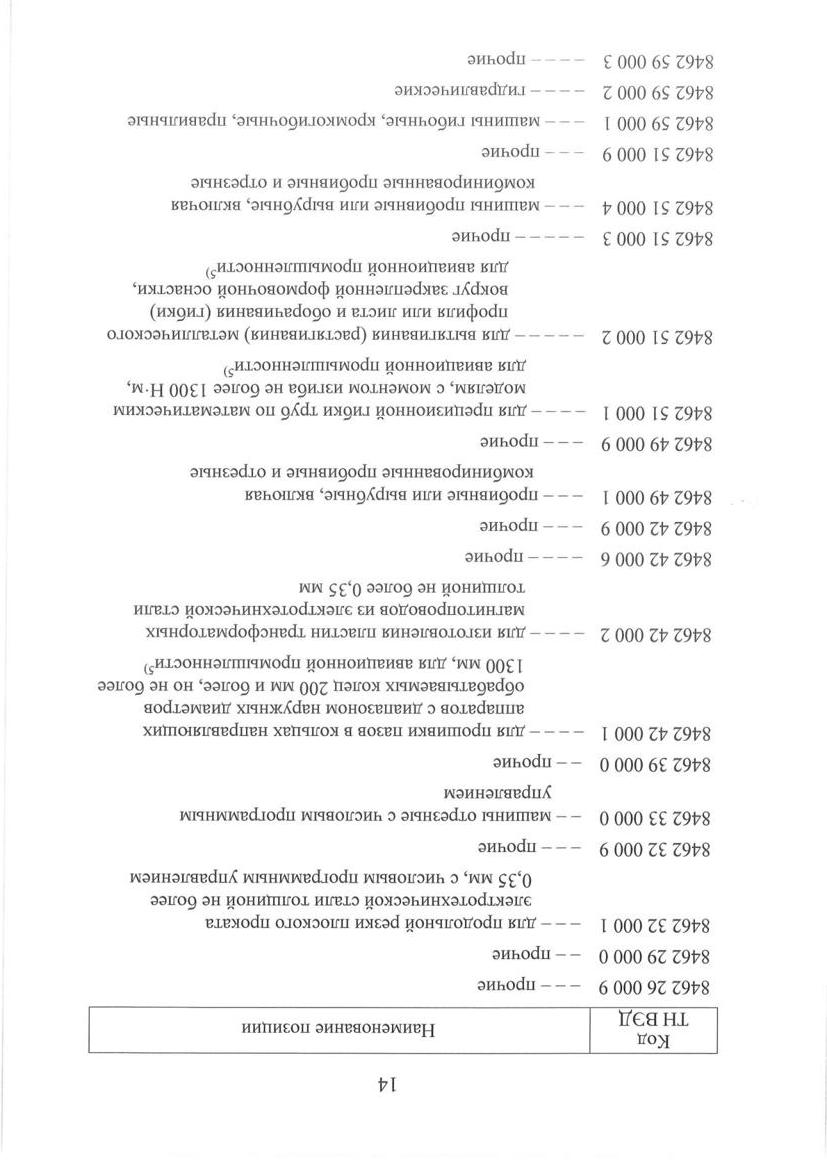 14
Код
ТН ВЭД
Наименование позиции
8462 26 000 9 – – – прочие
8462 29 000 0 – – прочие
8462 32 000 1 – – – для продольной резки плоского проката
электротехнической стали толщиной не более
0,35 мм, с числовым программным управлением
8462 32 000 9 – – – прочие
8462 33 000 0 – – машины отрезные с числовым программным
управлением
8462 39 000 0 – – прочие
8462 42 000 1 – – – – для прошивки пазов в кольцах направляющих
аппаратов с диапазоном наружных диаметров
обрабатываемых колец 200 мм и более, но не более
1300 мм, для авиационной промышленности⁵⁾
8462 42 000 2 – – – – для изготовления пластин трансформаторных
магнитопроводов из электротехнической стали
толщиной не более 0,35 мм
8462 42 000 6 – – – – прочие
8462 42 000 9 – – – прочие
8462 49 000 1 – – – пробивные или вырубные, включая
комбинированные пробивные и отрезные
8462 49 000 9 – – – прочие
8462 51 000 1 – – – – для прецизионной гибки труб по математическим
моделям, с моментом изгиба не более 1300 Н·м,
для авиационной промышленности⁵⁾
8462 51 000 2 – – – – – для вытягивания (растягивания) металлического
профиля или листа и оборачивания (гибки)
вокруг закрепленной формовочной оснастки,
для авиационной промышленности⁵⁾
8462 51 000 3 – – – – – прочие
8462 51 000 4 – – – машины пробивные или вырубные, включая
комбинированные пробивные и отрезные
8462 51 000 9 – – – прочие
8462 59 000 1 – – – машины гибочные, кромкогибочные, правильные
8462 59 000 2 – – – – гидравлические
8462 59 000 3 – – – – прочие